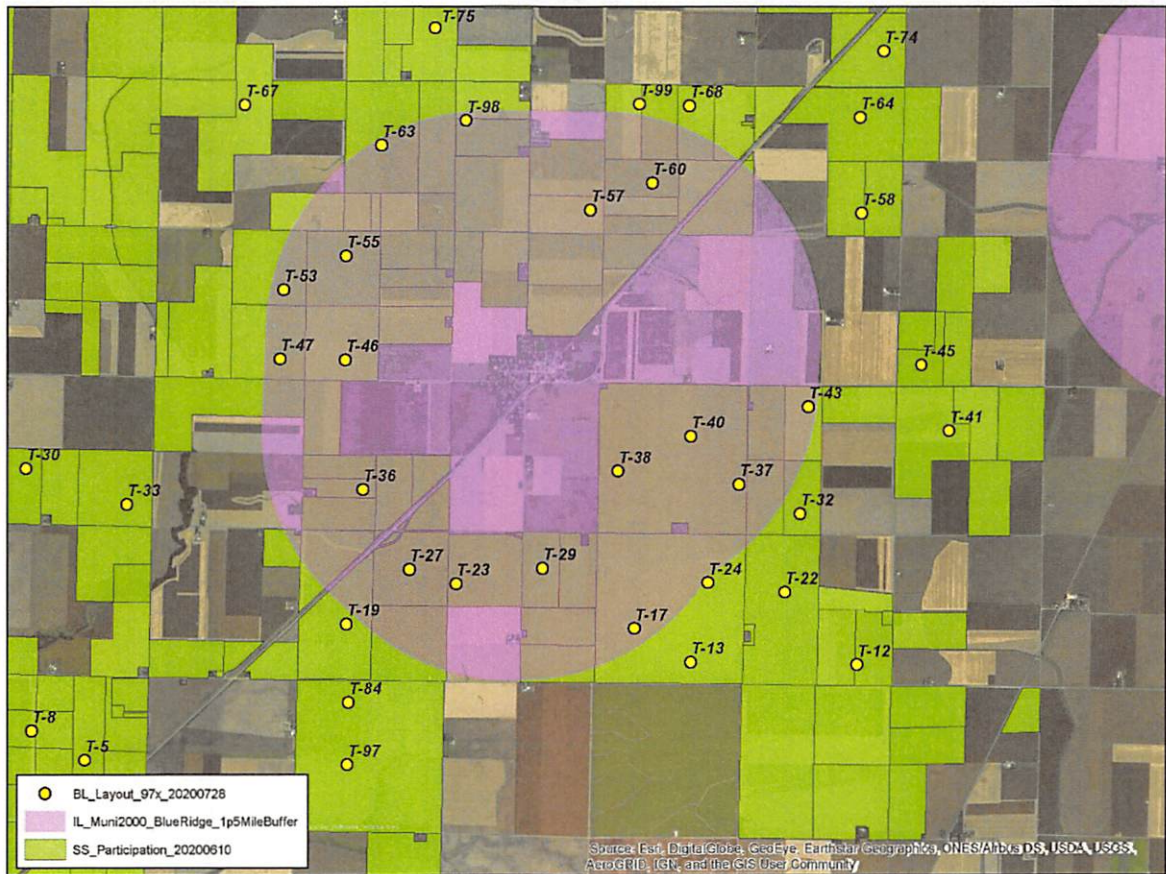 T-75
T-74
T-67
T-99
T-68
T-98
T-64
T-63
T-60
T-57
T-58
T-55
T-53
T-47
T-46
T-45
T-43
T-40
T-41
T-30
T-38
T-37
T-36
T-33
T-32
T-27
T-29
T-23
T-24
T-22
T-19
T-17
T-13
T-12
T-84
T-8
T-5
T-97
BL_Layout_97x_20200728
IL_Muni2000_BlueRidge_1p5MileBuffer
SS_Participation_20200610
Source: Esri, DigitalGlobe, GeoEye, Earthstar Geographics, CNES/Airbus DS, USDA, USGS,
AeroGRID, IGN, and the GIS User Community